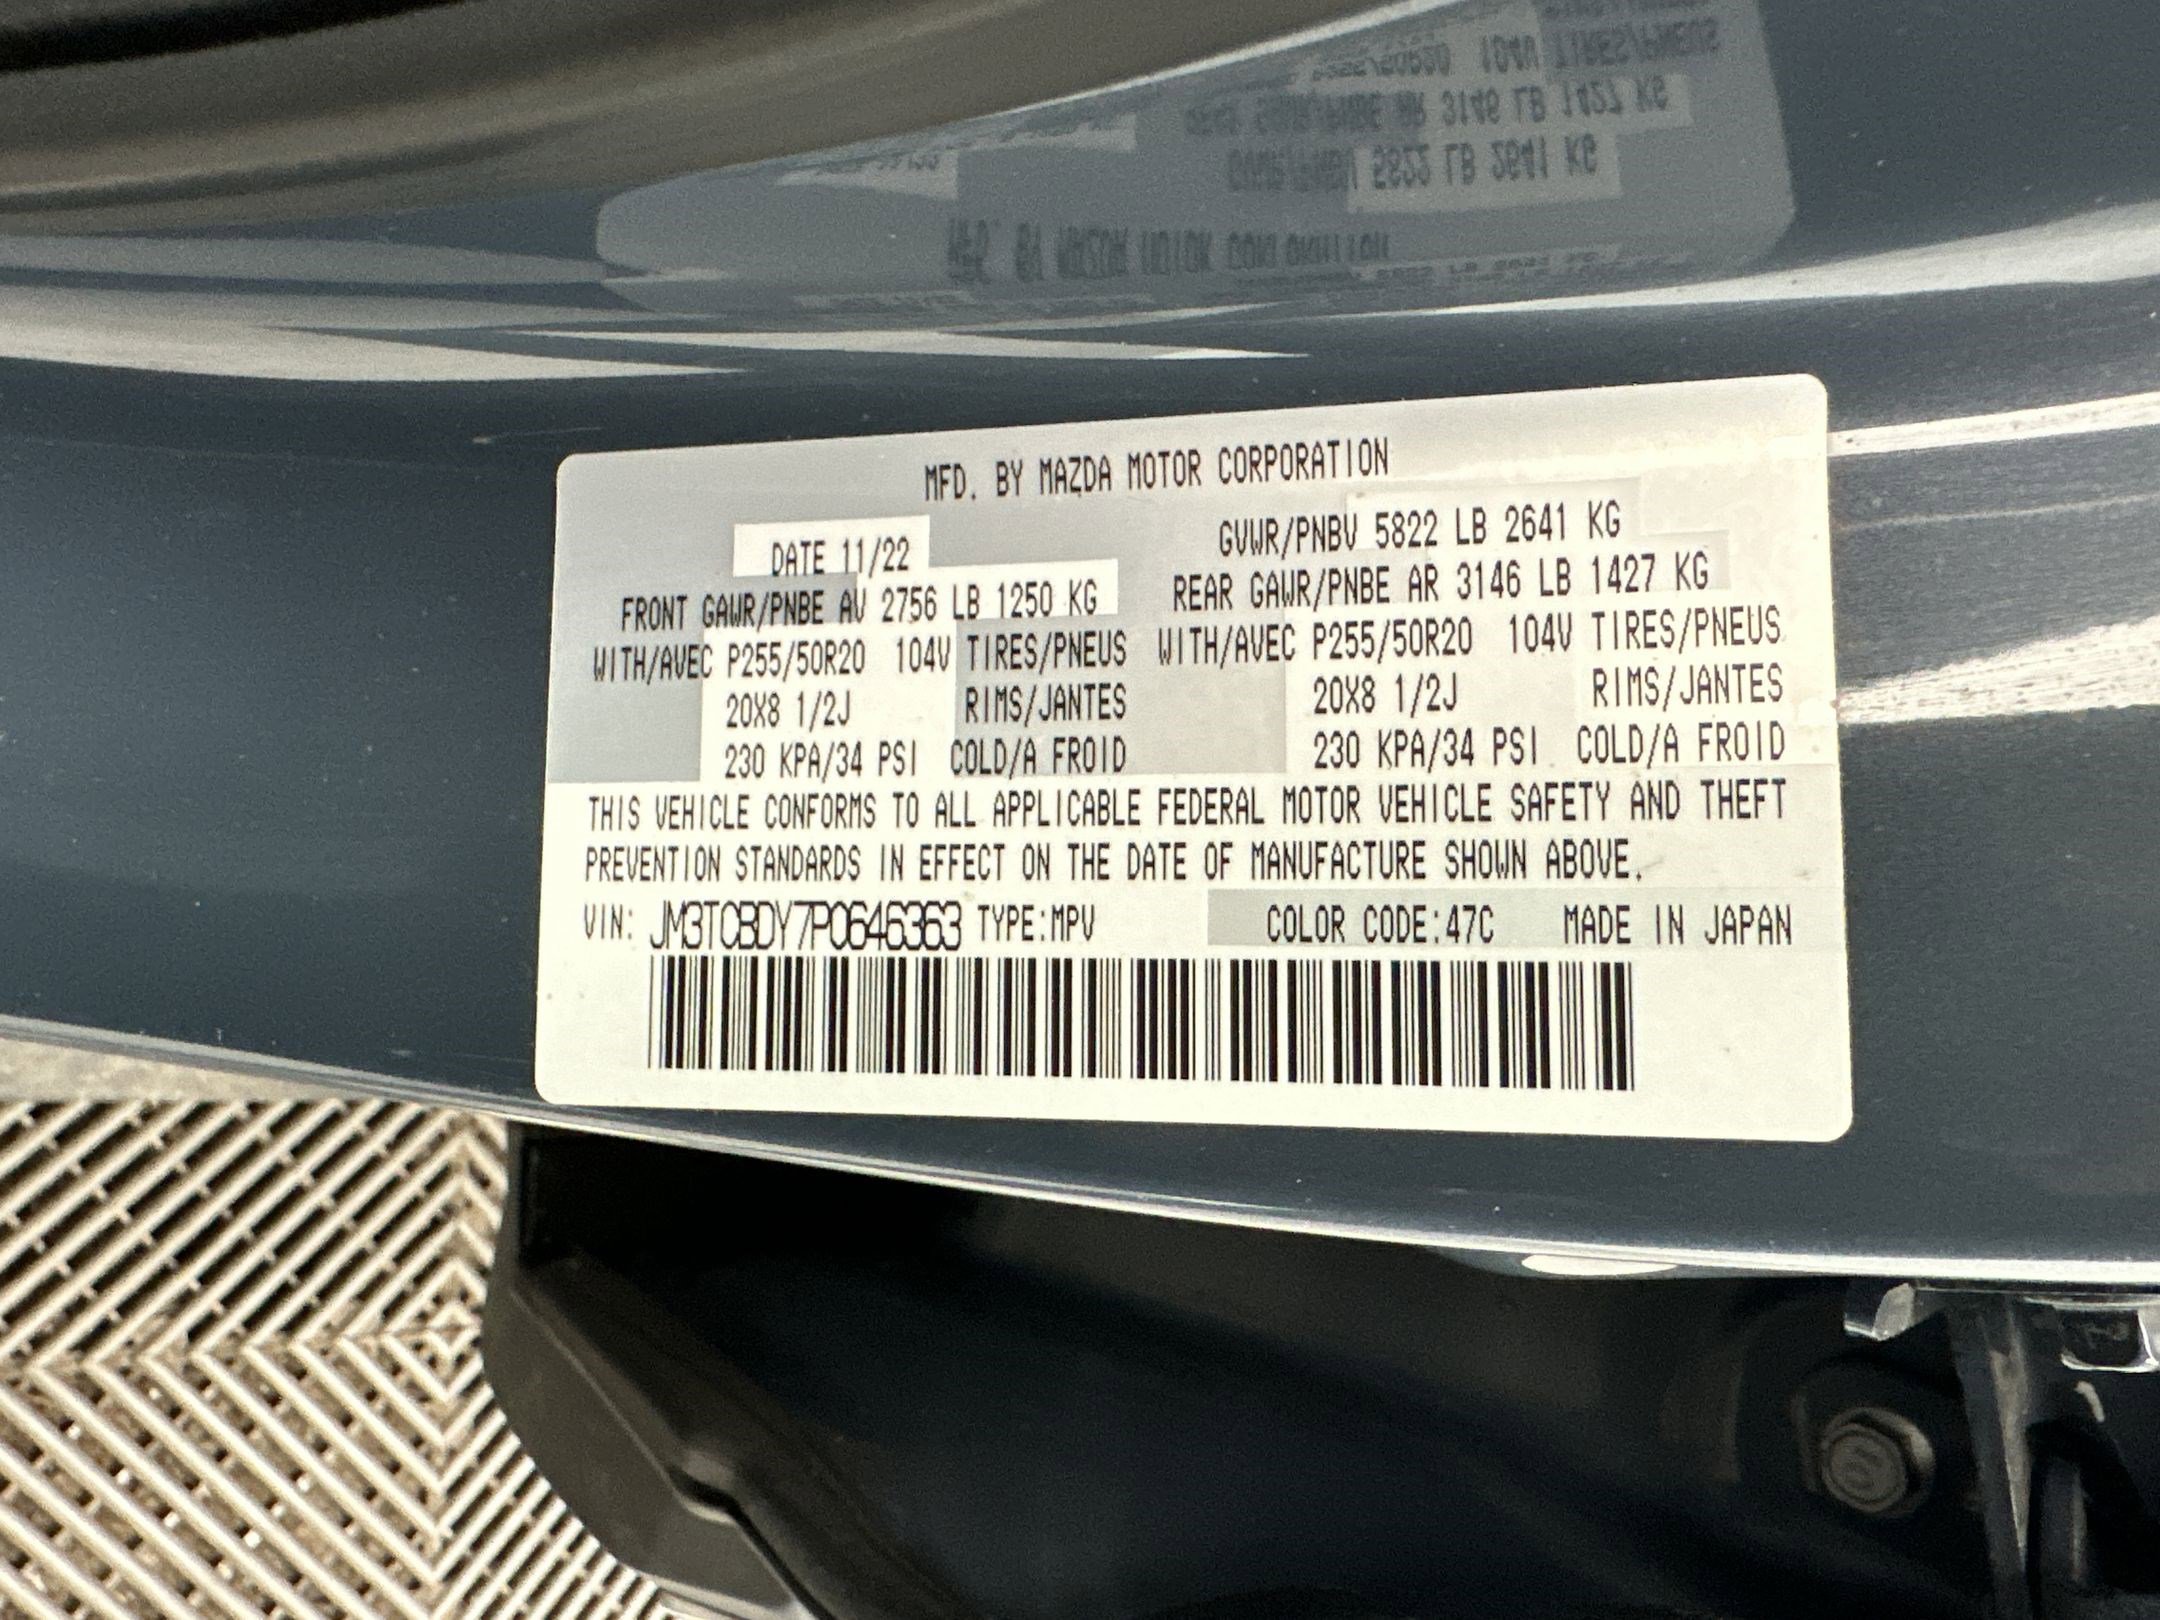 MFD. BY MAZDA MOTOR CORPORATION
DATE 11/22 GVWR/PNBV 5822 LB 2641 KG
FRONT GAWR/PNBE AV 2756 LB 1250 KG REAR GAWR/PNBE AR 3146 LB 1427 KG
WITH/AVEC P255/50R20 104V TIRES/PNEUS WITH/AVEC P255/50R20 104V TIRES/PNEUS
20X8 1/2J RIMS/JANTES 20X8 1/2J RIMS/JANTES
230 KPA/34 PSI COLD/A FROID 230 KPA/34 PSI COLD/A FROID
THIS VEHICLE CONFORMS TO ALL APPLICABLE FEDERAL MOTOR VEHICLE SAFETY AND THEFT
PREVENTION STANDARDS IN EFFECT ON THE DATE OF MANUFACTURE SHOWN ABOVE.
VIN: JM3TCBDY7P0646363 TYPE:MPV COLOR CODE:47C MADE IN JAPAN